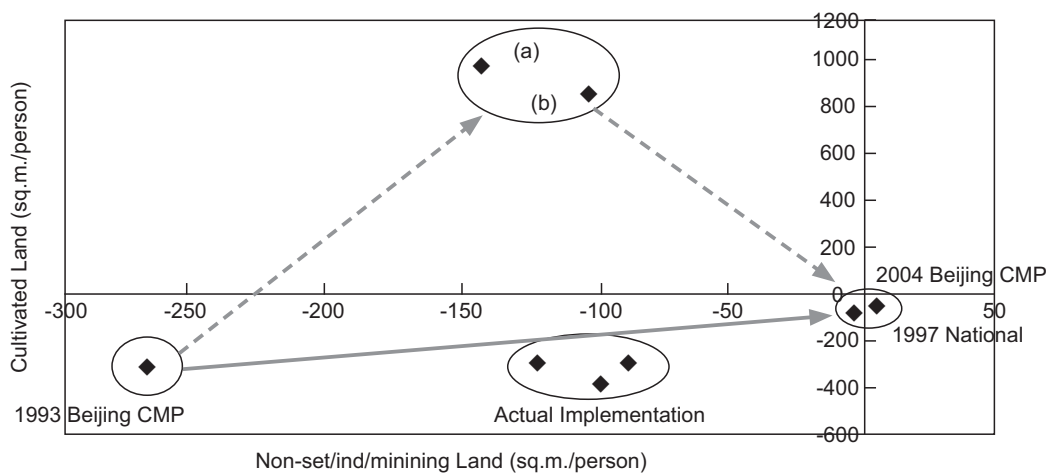 1200
(a)
1000
(b)
800
600
400
200
Cultivated Land (sq.m./person)
2004 Beijing CMP
0
-300 -250 -200 -150 -100 -50 50
1997 National
-200
-400
1993 Beijing CMP
Actual Implementation
-600
Non-set/ind/minining Land (sq.m./person)